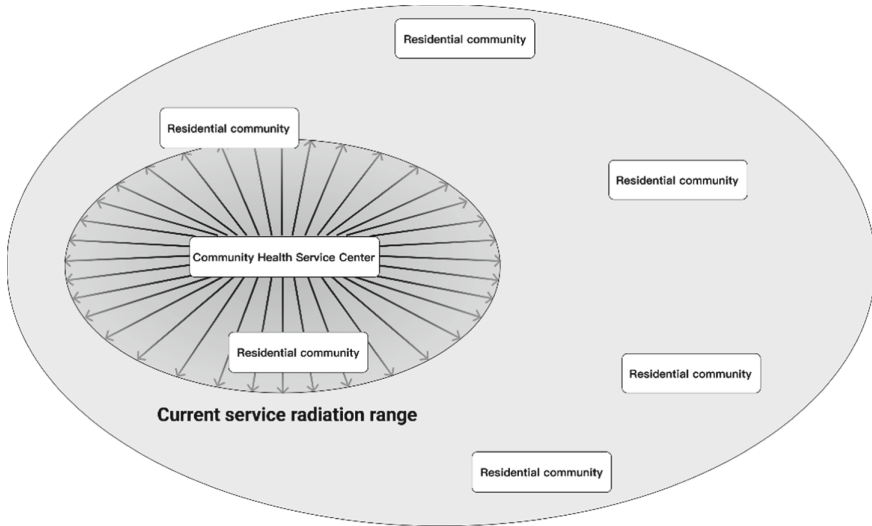 Residential community
Residential community
Residential community
Community Health Service Center
Residential community
Residential community
Current service radiation range
Residential community